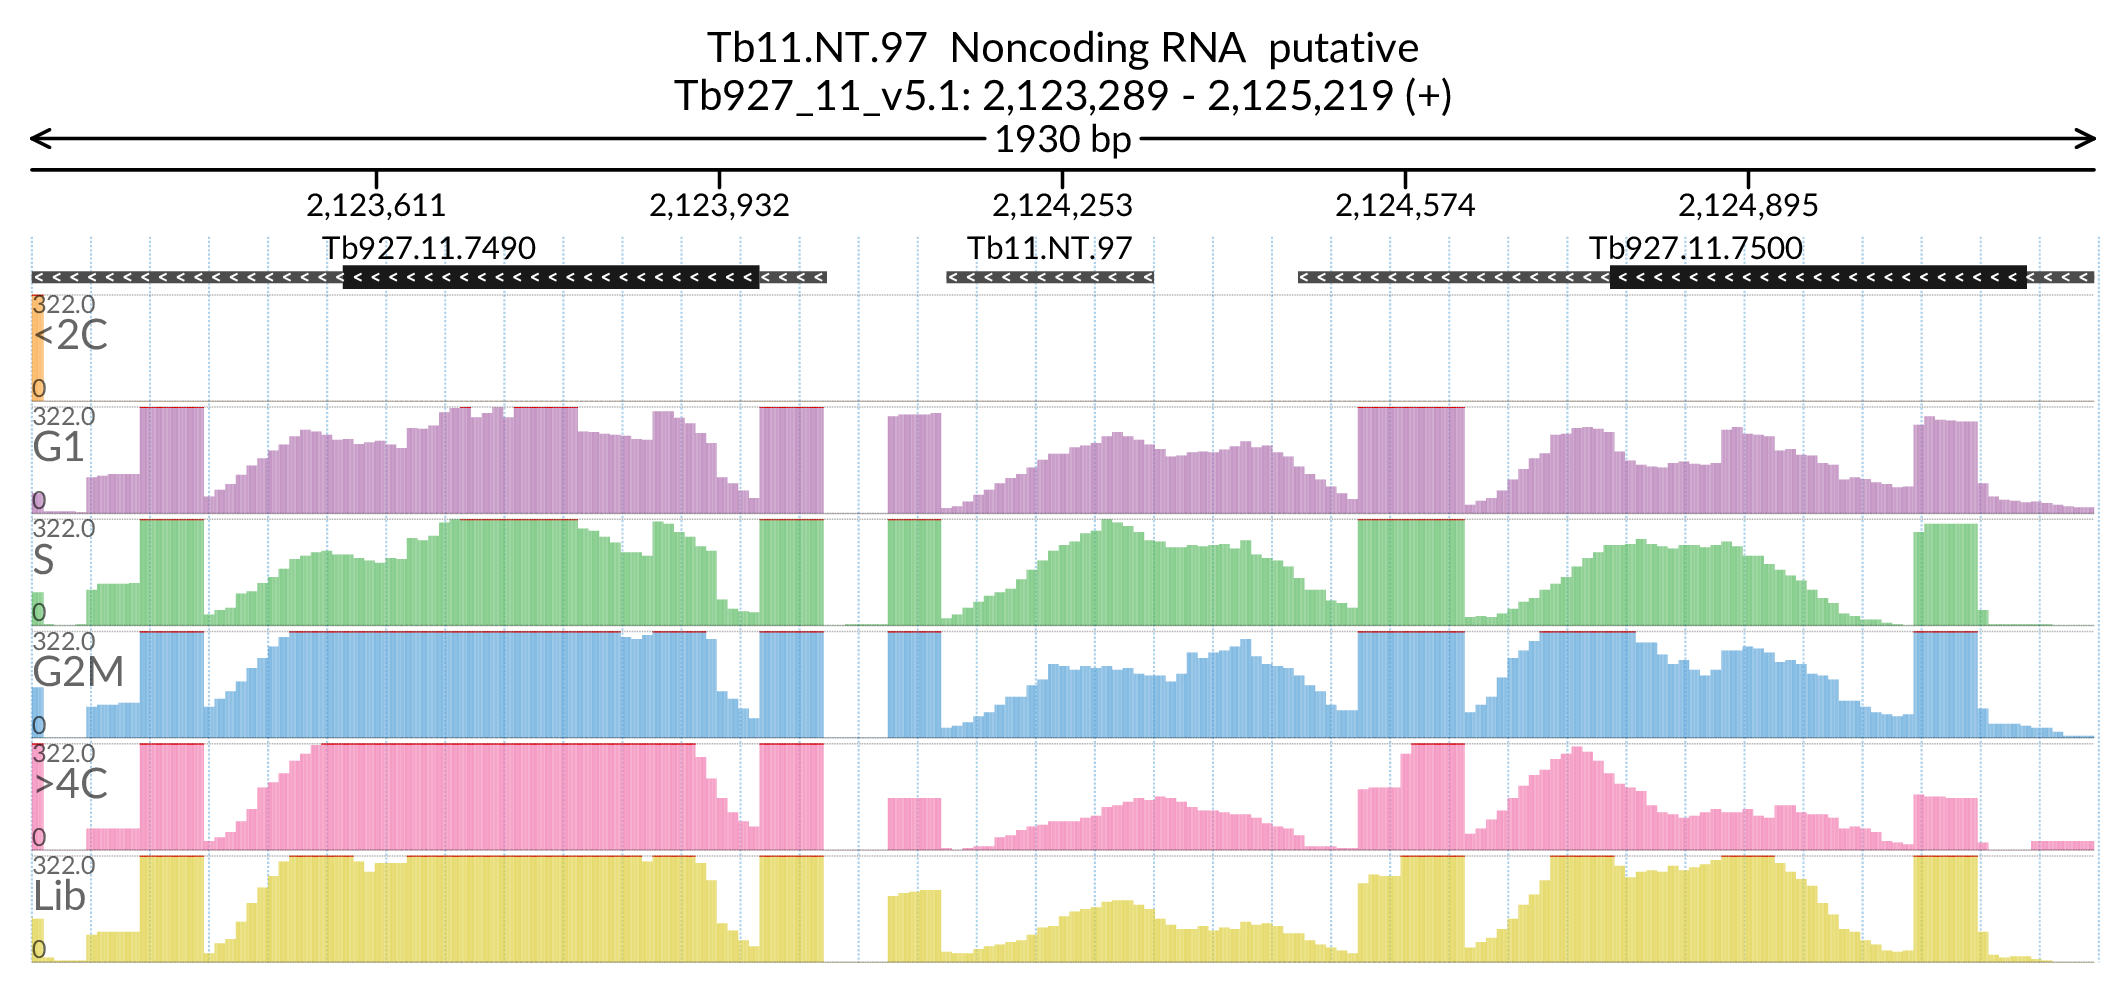 Tb11.NT.97 Noncoding RNA putative
Tb927_11_v5.1: 2,123,289 - 2,125,219 (+)
1930 bp
2,123,611 2,123,932 2,124,253 2,124,574 2,124,895
Tb927.11.7490 Tb11.NT.97 Tb927.11.7500
322.0
<2C
0
322.0
G1
0
322.0
S
0
322.0
G2M
0
322.0
>4C
0
322.0
Lib
0